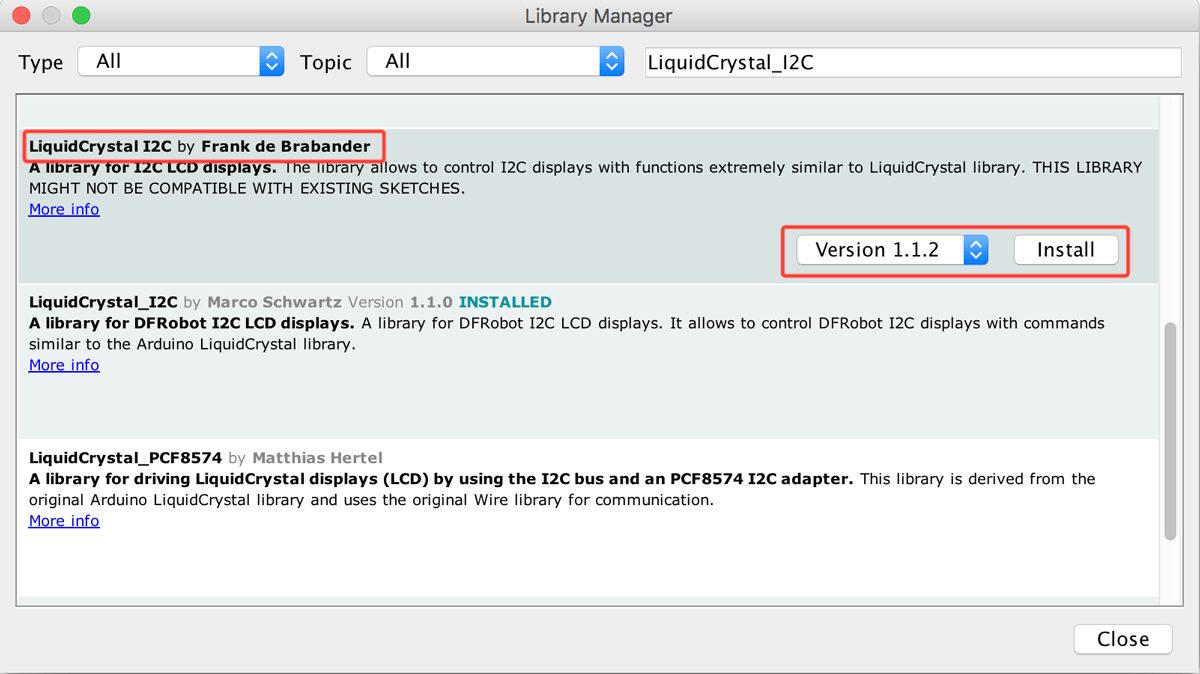 Library Manager
Type All Topic All LiquidCrystal_I2C
LiquidCrystal I2C by Frank de Brabander
A library for I2C LCD displays. The library allows to control I2C displays with functions extremely similar to LiquidCrystal library. THIS LIBRARY
MIGHT NOT BE COMPATIBLE WITH EXISTING SKETCHES.
More info
Version 1.1.2 Install
LiquidCrystal_I2C by Marco Schwartz Version 1.1.0 INSTALLED
A library for DFRobot I2C LCD displays. A library for DFRobot I2C LCD displays. It allows to control DFRobot I2C displays with commands
similar to the Arduino LiquidCrystal library.
More info
LiquidCrystal_PCF8574 by Matthias Hertel
A library for driving LiquidCrystal displays (LCD) by using the I2C bus and an PCF8574 I2C adapter. This library is derived from the
original Arduino LiquidCrystal library and uses the original Wire library for communication.
More info
Close